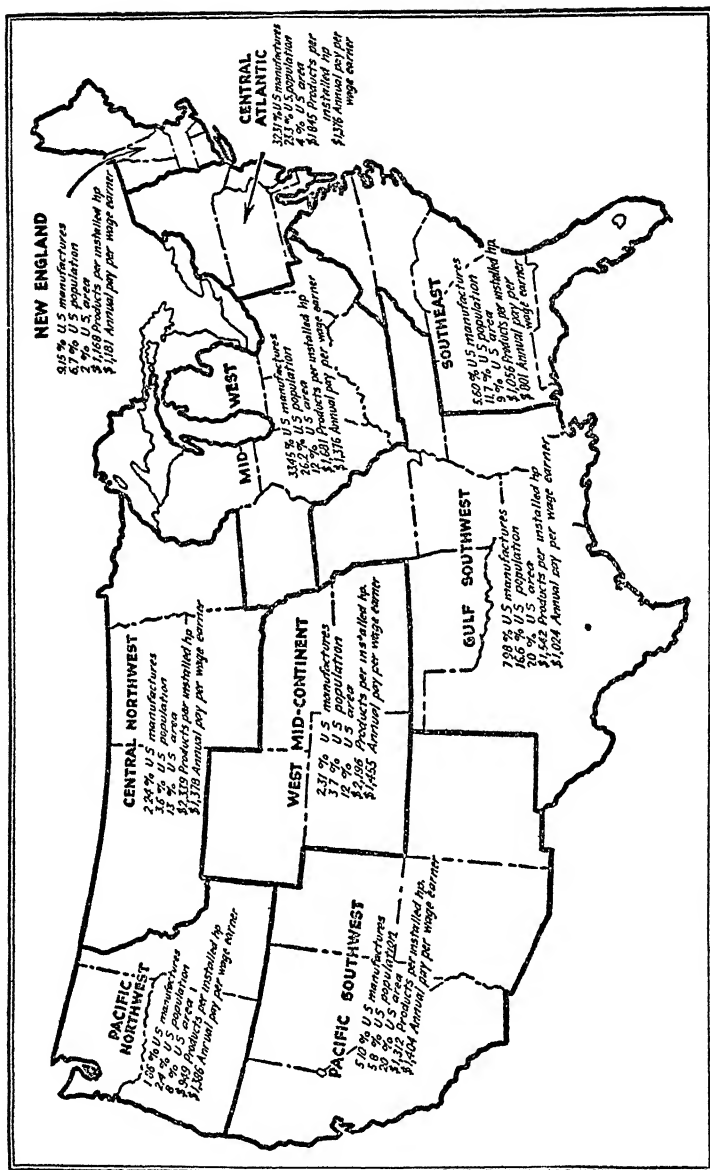 NEW ENGLAND
9.15 % U S manufactures
6.7 % U S population
2 % U S. area
$1,168 Products per installed hp
$1,181 Annual pay per wage earner
CENTRAL
ATLANTIC
32.31 % U S manufactures
23.3 % U S population
4 % U S area
$1845 Products per
installed hp
$1,376 Annual pay per
wage earner
MID-WEST
33.45 % U S manufactures
26.2 % U S population
12 % U S area
$1,681 Products per installed hp
$1,376 Annual pay per wage earner
SOUTHEAST
5.60 % U S manufactures
11.7 % U S population
9 % U S area
$1,056 Products per installed hp.
$801 Annual pay per
wage earner
CENTRAL NORTHWEST
2.24 % U S manufactures
3.6 % U S population
13 % U S area
$2,339 Products per installed hp
$1,378 Annual pay per wage earner
WEST MID-CONTINENT
2.31 % U S manufactures
3.7 % U S population
12 % U S area
$2,196 Products per installed hp.
$1,455 Annual pay per wage earner
GULF SOUTHWEST
7.98 % U S manufactures
16.6 % U S population
20 % U S area
$1,542 Products per installed hp
$1,024 Annual pay per wage earner
PACIFIC
NORTHWEST
% U S manufactures
2.4 % U S population
8 % U S area
$949 Products per installed hp
$1,386 Annual pay per wage earner
PACIFIC SOUTHWEST
5.10 % U S manufactures
5.8 % U S population
20 % U S area
$1,312 Products per installed hp.
$1,404 Annual pay per wage earner